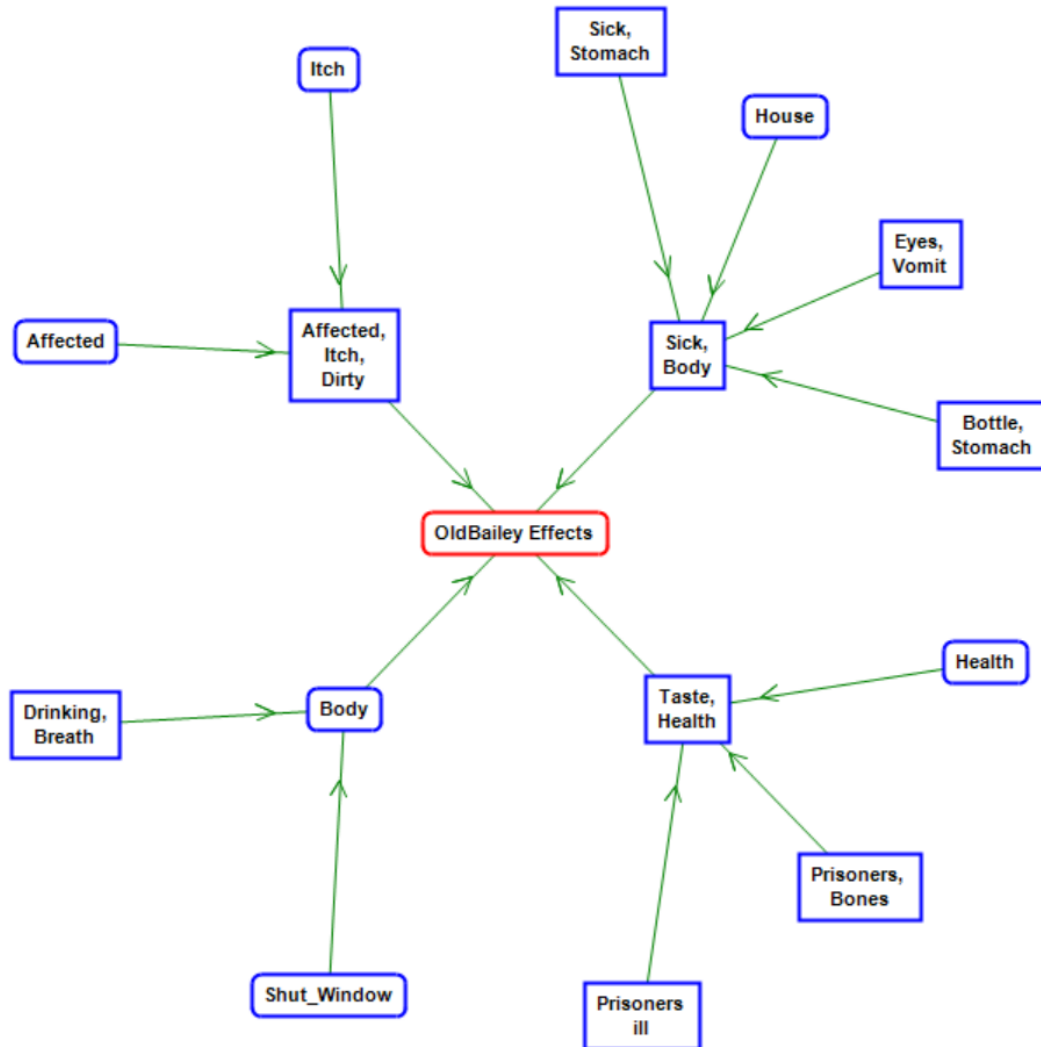 Sick,
Stomach
Itch
House
Eyes,
Vomit
Affected
Affected,
Itch,
Dirty
Sick,
Body
Bottle,
Stomach
OldBailey Effects
Health
Drinking,
Breath
Body
Taste,
Health
Prisoners,
Bones
Shut_Window
Prisoners
ill